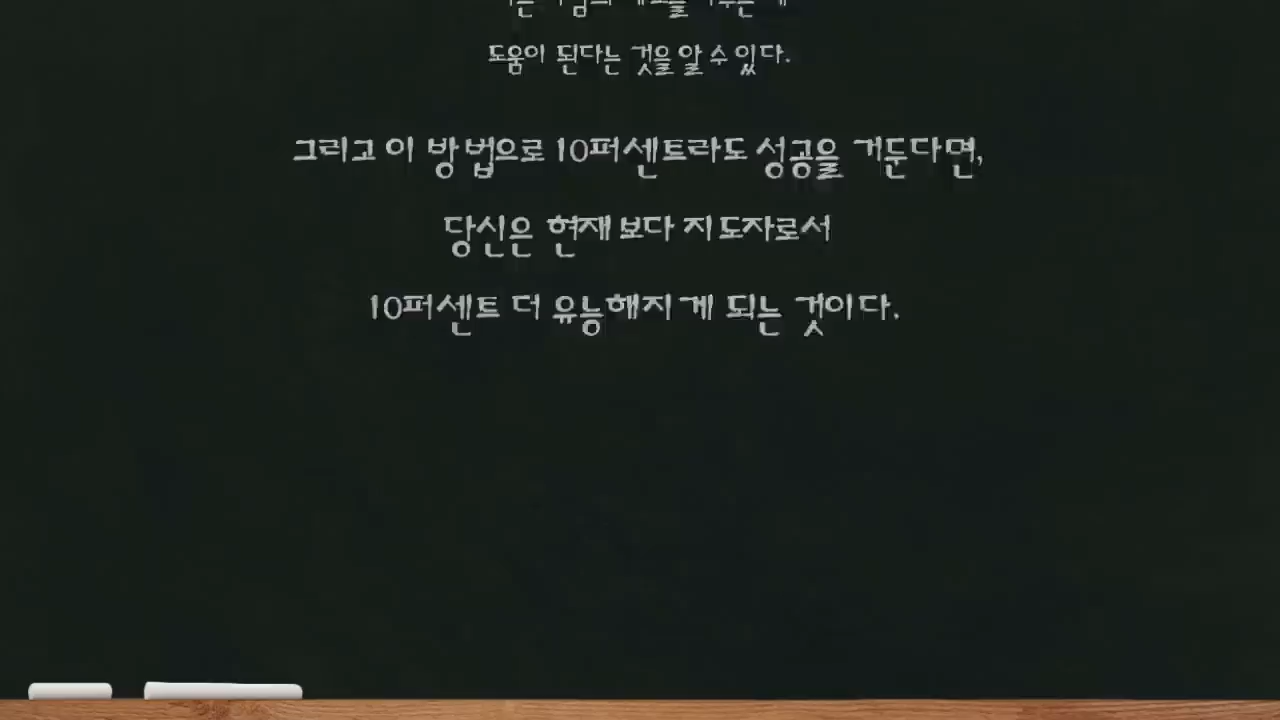 도움이 된다는 것을 알 수 있다.
그리고 이 방법으로 10퍼센트라도 성공을 거둔다면,
당신은 현재보다 지도자로서
10퍼센트 더 유능해지게 되는 것이다.